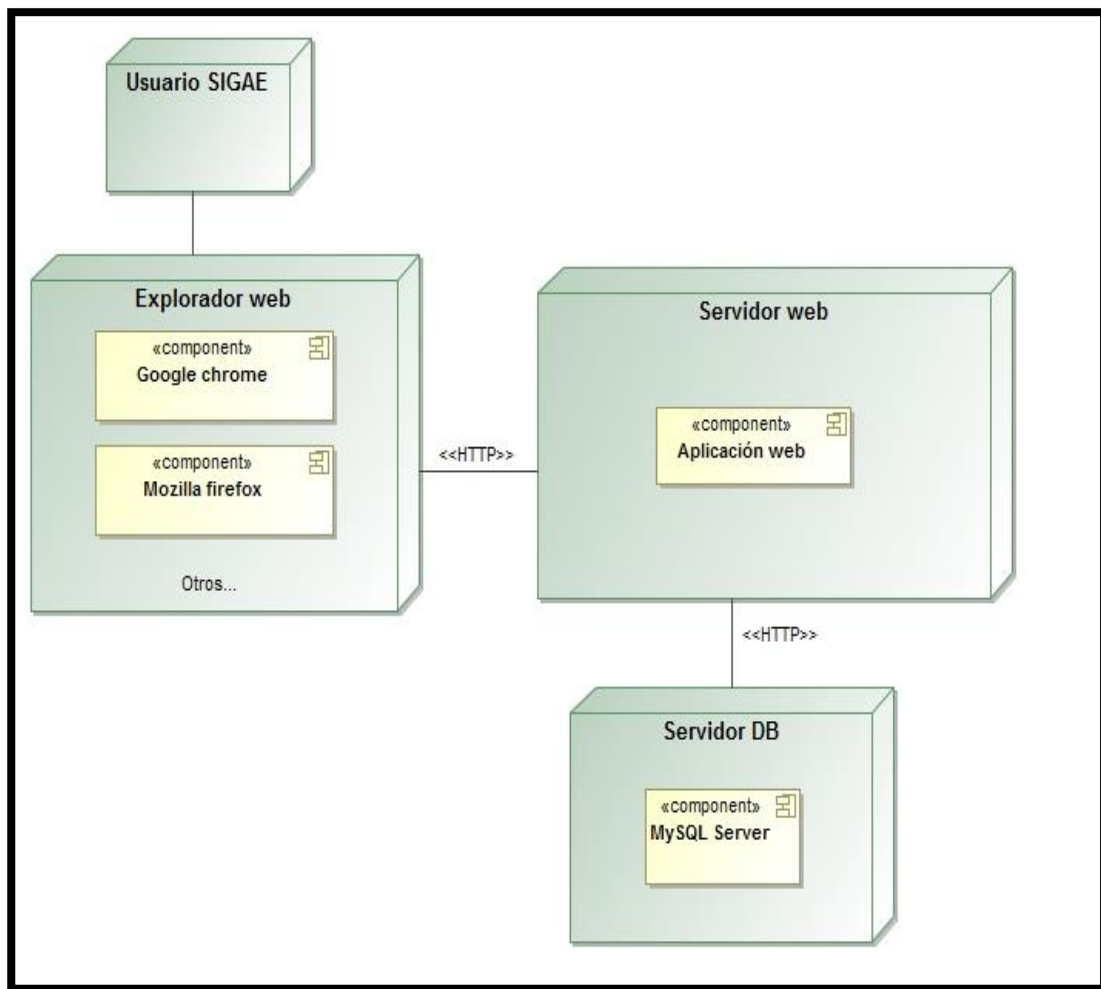 Usuario SIGAE
Explorador web
«component»
Google chrome
«component»
Mozilla firefox
Otros...
<<HTTP>>
Servidor web
«component»
Aplicación web
<<HTTP>>
Servidor DB
«component»
MySQL Server